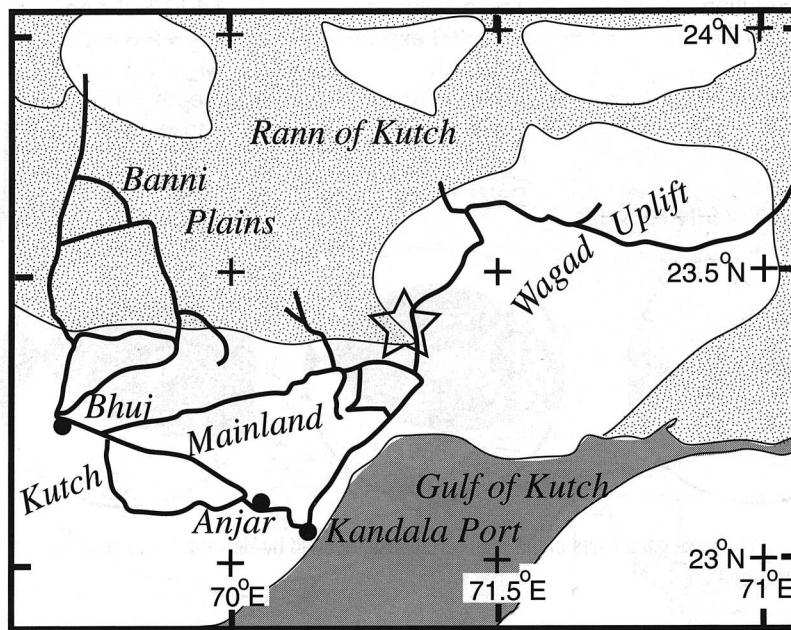 24°N
Rann of Kutch
Banni
Plains
Wagad Uplift
23.5°N
Bhuj
Mainland
Kutch
Gulf of Kutch
Anjar
Kandala Port
23°N
70°E
71.5°E
71°E